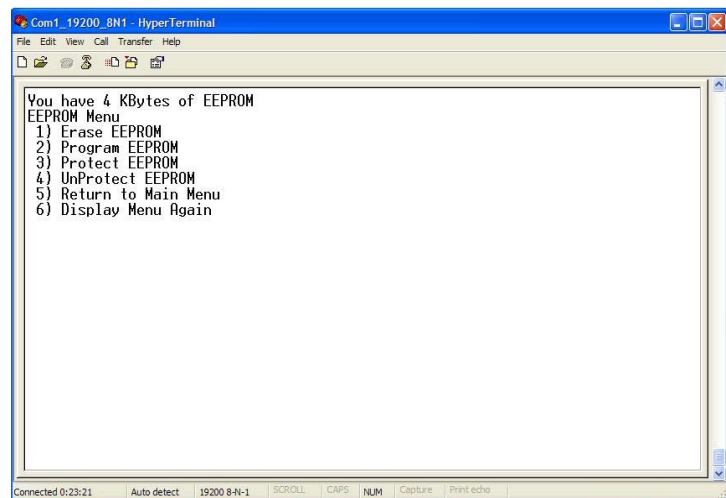 Com1_19200_8N1 - HyperTerminal
File Edit View Call Transfer Help
You have 4 KBytes of EEPROM
EEPROM Menu
1) Erase EEPROM
2) Program EEPROM
3) Protect EEPROM
4) UnProtect EEPROM
5) Return to Main Menu
6) Display Menu Again
Connected 0:23:21 Auto detect 19200 8-N-1 SCROLL CAPS NUM Capture Print echo